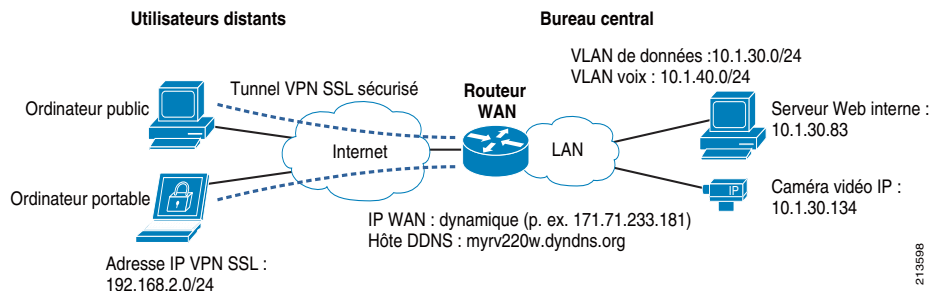 Utilisateurs distants
Bureau central
VLAN de données :10.1.30.0/24
VLAN voix : 10.1.40.0/24
Tunnel VPN SSL sécurisé
Routeur
WAN
Ordinateur public
Serveur Web interne :
10.1.30.83
Internet
LAN
Ordinateur portable
IP
Caméra vidéo IP :
10.1.30.134
IP WAN : dynamique (p. ex. 171.71.233.181)
Hôte DDNS : myrv220w.dyndns.org
Adresse IP VPN SSL :
192.168.2.0/24
213598